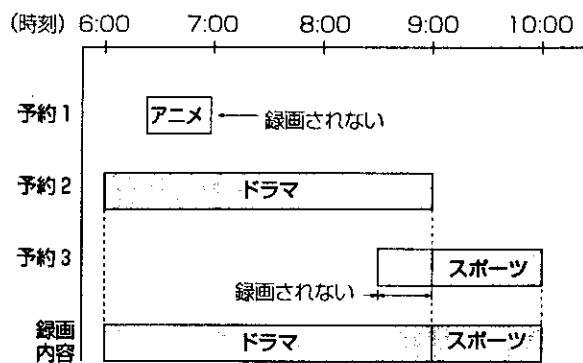 (時刻) 6:00 7:00 8:00 9:00 10:00
予約1 アニメ 録画されない
予約2 ドラマ
予約3 スポーツ
録画されない
録画内容 ドラマ スポーツ